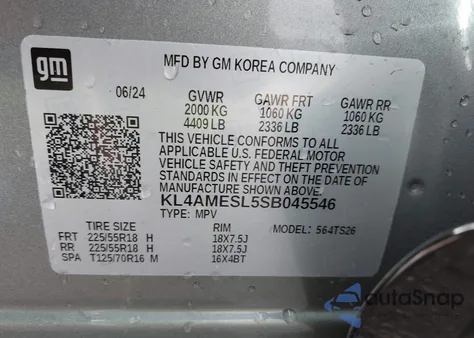 gm
MFD BY GM KOREA COMPANY
06/24 GVWR GAWR FRT GAWR RR
2000 KG 1060 KG 1060 KG
4409 LB 2336 LB 2336 LB
THIS VEHICLE CONFORMS TO ALL
APPLICABLE U.S. FEDERAL MOTOR
VEHICLE SAFETY AND THEFT PREVENTION
STANDARDS IN EFFECT ON THE DATE OF
MANUFACTURE SHOWN ABOVE.
KL4AMESL5SB045546
TYPE: MPV
TIRE SIZE RIM MODEL: 564TS26
FRT 225/55R18 H 18X7.5J
RR 225/55R18 H 18X7.5J
SPA T125/70R16 M 16X4BT
autoSnap